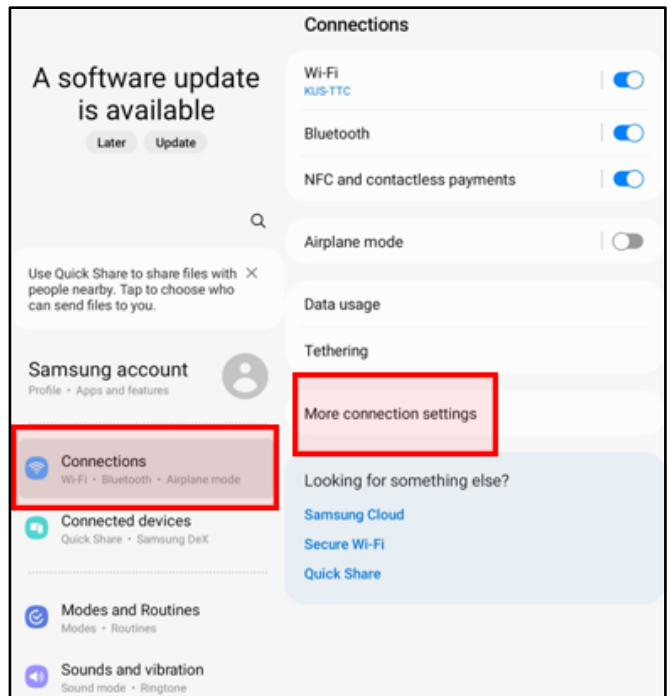 A software update
is available
Later Update
Use Quick Share to share files with
people nearby. Tap to choose who
can send files to you.
Samsung account
Profile • Apps and features
Connections
Wi-Fi • Bluetooth • Airplane mode
Connected devices
Quick Share • Samsung DeX
Modes and Routines
Modes • Routines
Sounds and vibration
Sound mode • Ringtone
Connections
Wi-Fi
KUS-TTC
Bluetooth
NFC and contactless payments
Airplane mode
Data usage
Tethering
More connection settings
Looking for something else?
Samsung Cloud
Secure Wi-Fi
Quick Share